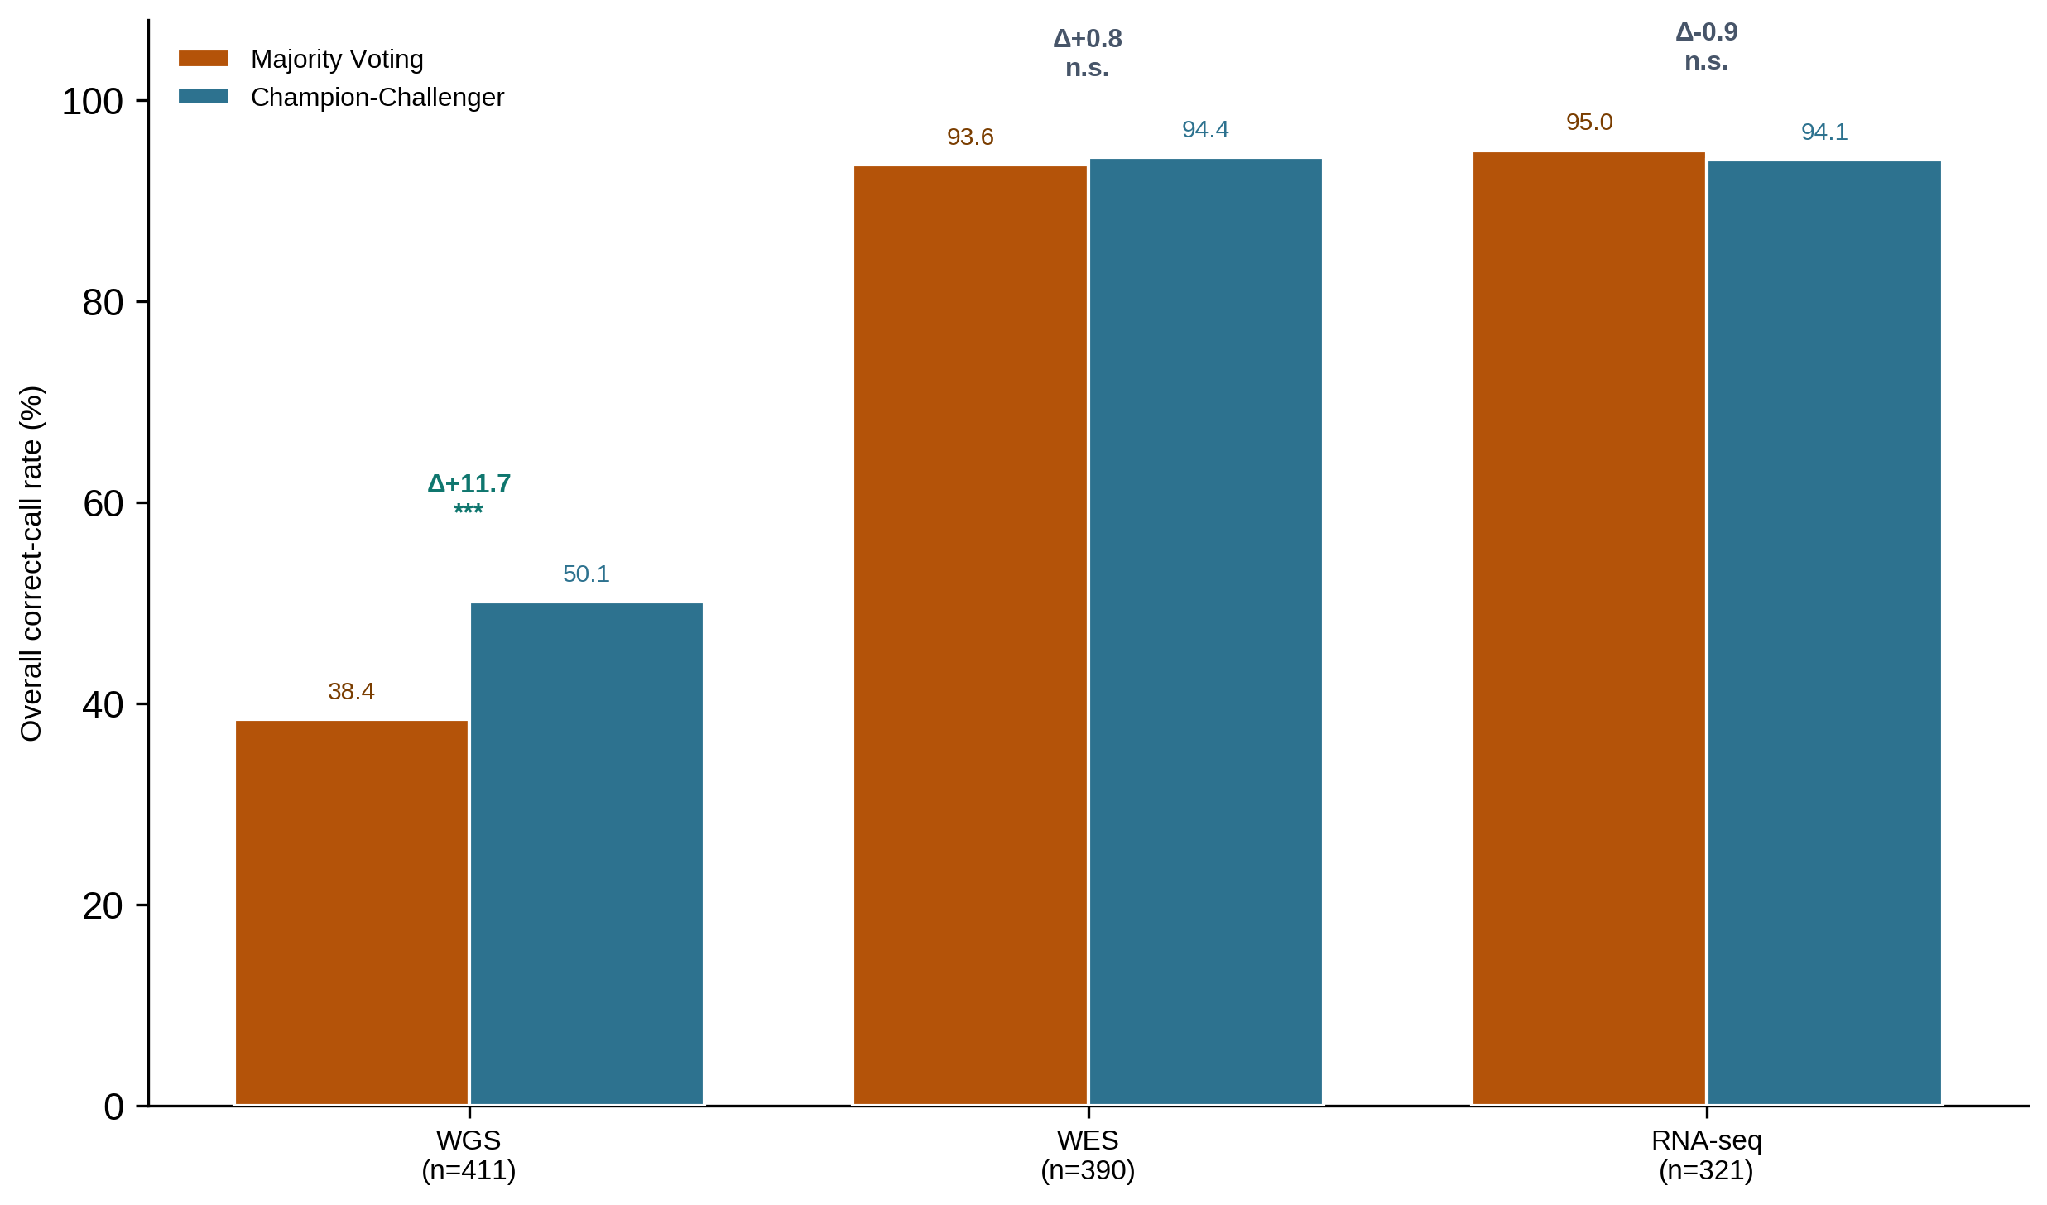 Majority Voting
Champion-Challenger
Δ+0.8
n.s.
Δ-0.9
n.s.
93.6
94.4
95.0
94.1
Δ+11.7
***
50.1
38.4
Overall correct-call rate (%)
100
80
60
40
20
0
WGS
(n=411)
WES
(n=390)
RNA-seq
(n=321)